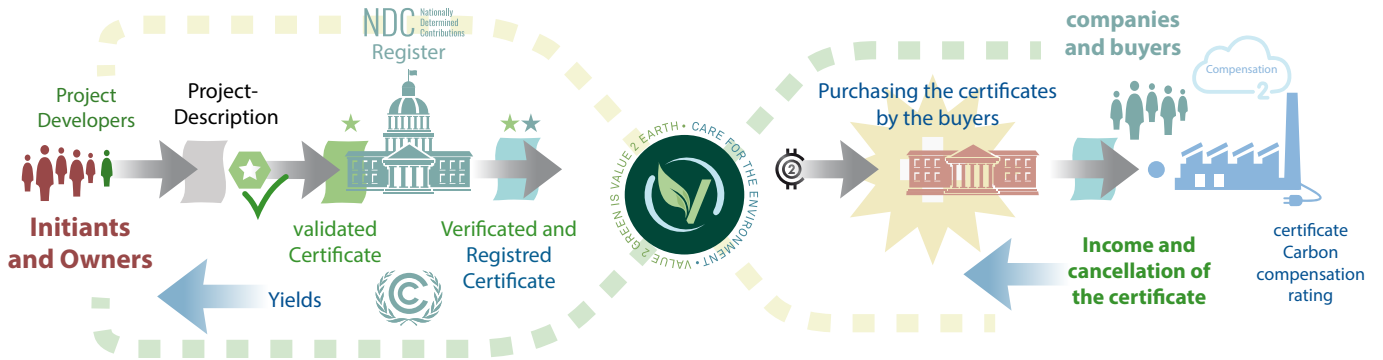 NDC
Nationally
Determined
Contributions
Register
Project
Developers
Project-
Description
Initiants
and Owners
validated
Certificate
Verificated and
Registred
Certificate
Yields
VALUE 2 GREEN IS VALUE 2 EARTH • CARE FOR THE ENVIRONMENT •
2
Purchasing the certificates
by the buyers
companies
and buyers
Compensation
2
Income and
cancellation of
the certificate
certificate
Carbon
compensation
rating